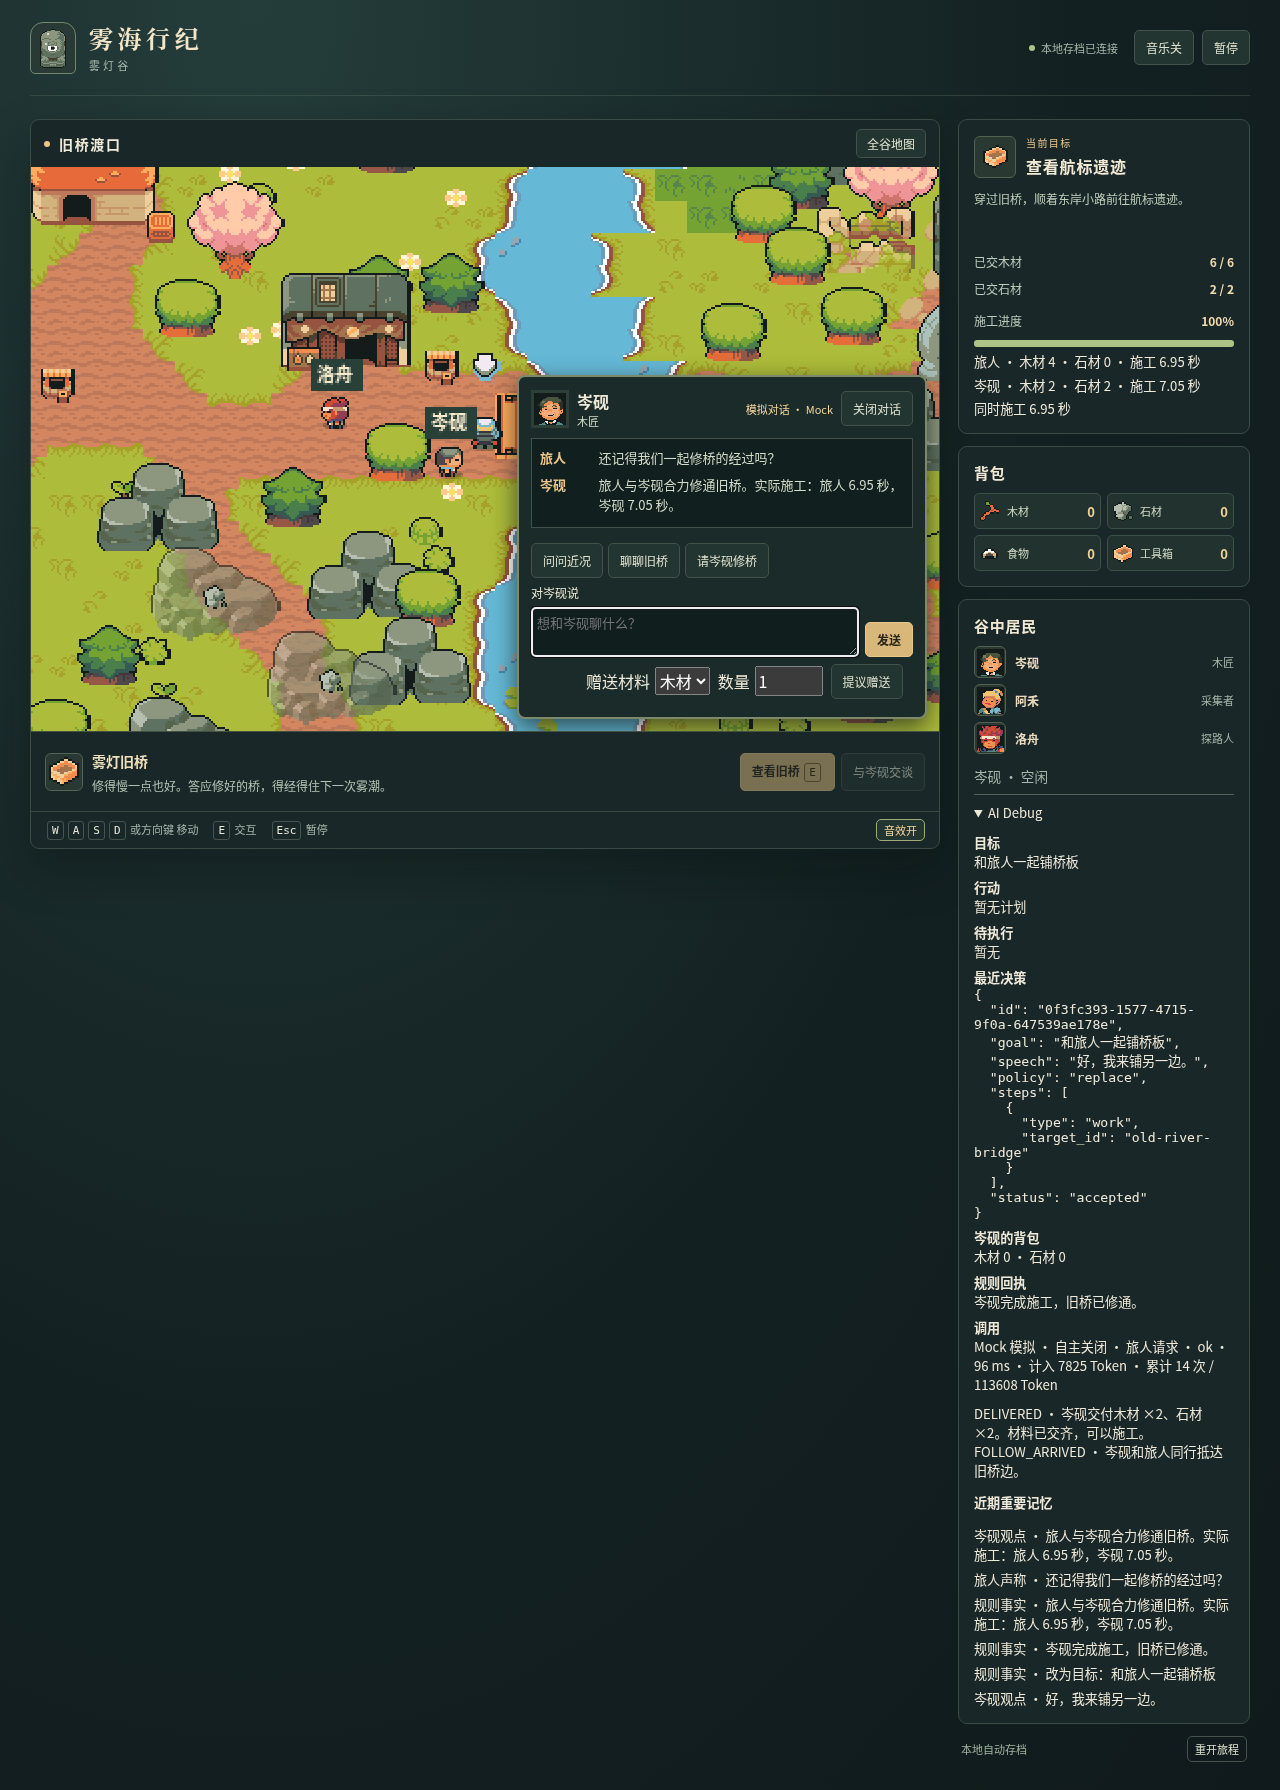 雾海行纪
雾灯谷
本地存档已连接
音乐关
暂停
旧桥渡口
全谷地图
洛舟
岑砚
岑砚
木匠
模拟对话 · Mock
关闭对话
旅人 还记得我们一起修桥的经过吗？
岑砚 旅人与岑砚合力修通旧桥。实际施工：旅人 6.95 秒，
岑砚 7.05 秒。
问问近况
聊聊旧桥
请岑砚修桥
对岑砚说
想和岑砚聊什么？
发送
赠送材料 木材 数量 1 提议赠送
雾灯旧桥
修得慢一点也好。答应修好的桥，得经得住下一次雾潮。
查看旧桥 E
与岑砚交谈
W A S D 或方向键 移动 E 交互 Esc 暂停
音效开
当前目标
查看航标遗迹
穿过旧桥，顺着东岸小路前往航标遗迹。
已交木材 6 / 6
已交石材 2 / 2
施工进度 100%
旅人 · 木材 4 · 石材 0 · 施工 6.95 秒
岑砚 · 木材 2 · 石材 2 · 施工 7.05 秒
同时施工 6.95 秒
背包
木材 0
石材 0
食物 0
工具箱 0
谷中居民
岑砚 木匠
阿禾 采集者
洛舟 探路人
岑砚 · 空闲
▼ AI Debug
目标
和旅人一起铺桥板
行动
暂无计划
待执行
暂无
最近决策
{
"id": "0f3fc393-1577-4715-
9f0a-647539ae178e",
"goal": "和旅人一起铺桥板",
"speech": "好，我来铺另一边。",
"policy": "replace",
"steps": [
{
"type": "work",
"target_id": "old-river-
bridge"
}
],
"status": "accepted"
}
岑砚的背包
木材 0 · 石材 0
规则回执
岑砚完成施工，旧桥已修通。
调用
Mock 模拟 · 自主关闭 · 旅人请求 · ok ·
96 ms · 计入 7825 Token · 累计 14 次 /
113608 Token
DELIVERED · 岑砚交付木材 ×2、石材
×2。材料已交齐，可以施工。
FOLLOW_ARRIVED · 岑砚和旅人同行抵达
旧桥边。
近期重要记忆
岑砚观点 · 旅人与岑砚合力修通旧桥。实际
施工：旅人 6.95 秒，岑砚 7.05 秒。
旅人声称 · 还记得我们一起修桥的经过吗？
规则事实 · 旅人与岑砚合力修通旧桥。实际
施工：旅人 6.95 秒，岑砚 7.05 秒。
规则事实 · 岑砚完成施工，旧桥已修通。
规则事实 · 改为目标：和旅人一起铺桥板
岑砚观点 · 好，我来铺另一边。
本地自动存档
重开旅程